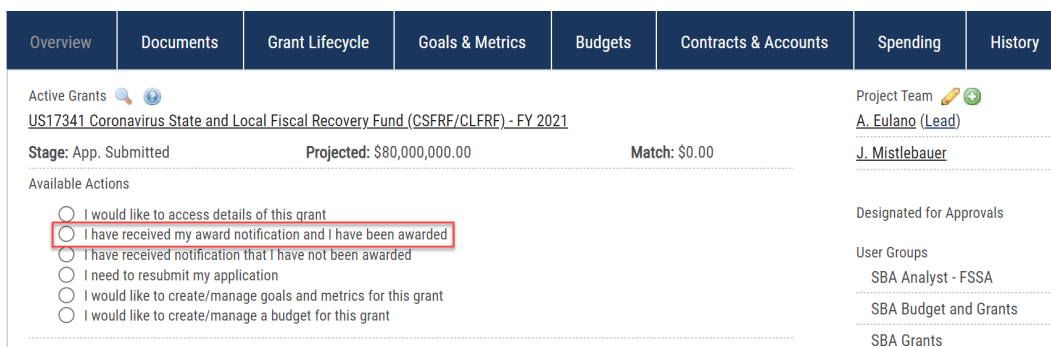 Overview Documents Grant Lifecycle Goals & Metrics Budgets Contracts & Accounts Spending History
Active Grants
US17341 Coronavirus State and Local Fiscal Recovery Fund (CSFRF/CLFRF) - FY 2021
Stage: App. Submitted Projected: $80,000,000.00 Match: $0.00
Available Actions
I would like to access details of this grant
I have received my award notification and I have been awarded
I have received notification that I have not been awarded
I need to resubmit my application
I would like to create/manage goals and metrics for this grant
I would like to create/manage a budget for this grant
Project Team
A. Eulano (Lead)
J. Mistlebauer
Designated for Approvals
User Groups
SBA Analyst - FSSA
SBA Budget and Grants
SBA Grants